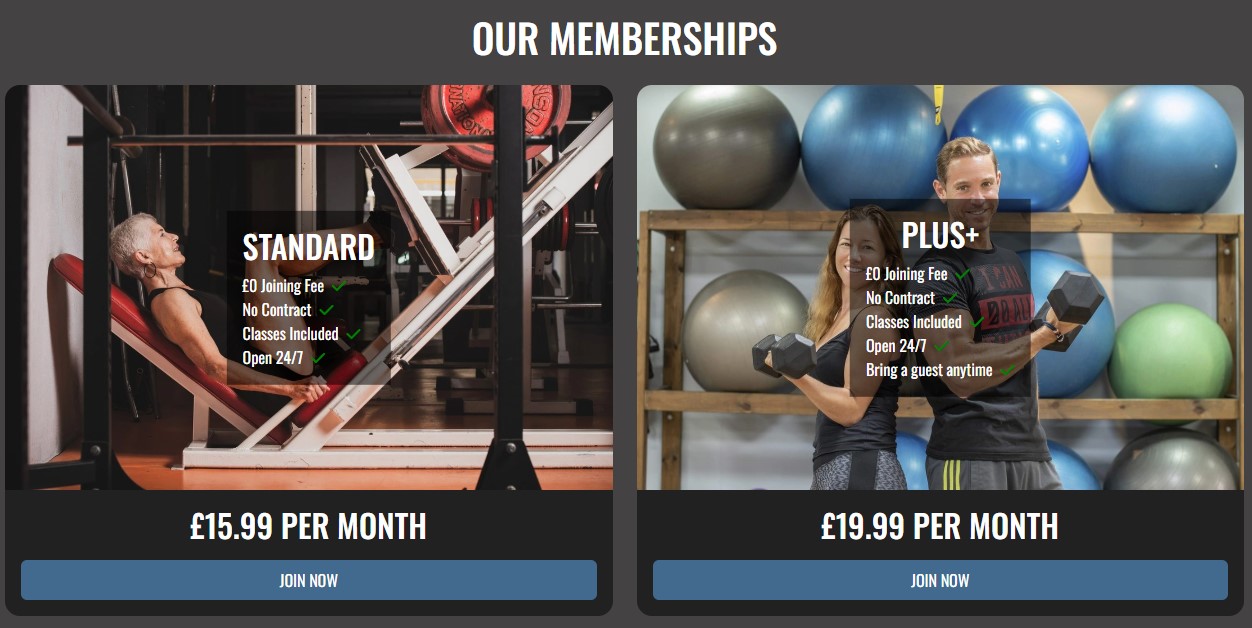 OUR MEMBERSHIPS
STANDARD
£0 Joining Fee
No Contract
Classes Included
Open 24/7
£15.99 PER MONTH
JOIN NOW
PLUS+
£0 Joining Fee
No Contract
Classes Included
Open 24/7
Bring a guest anytime
I CAN
£19.99 PER MONTH
JOIN NOW